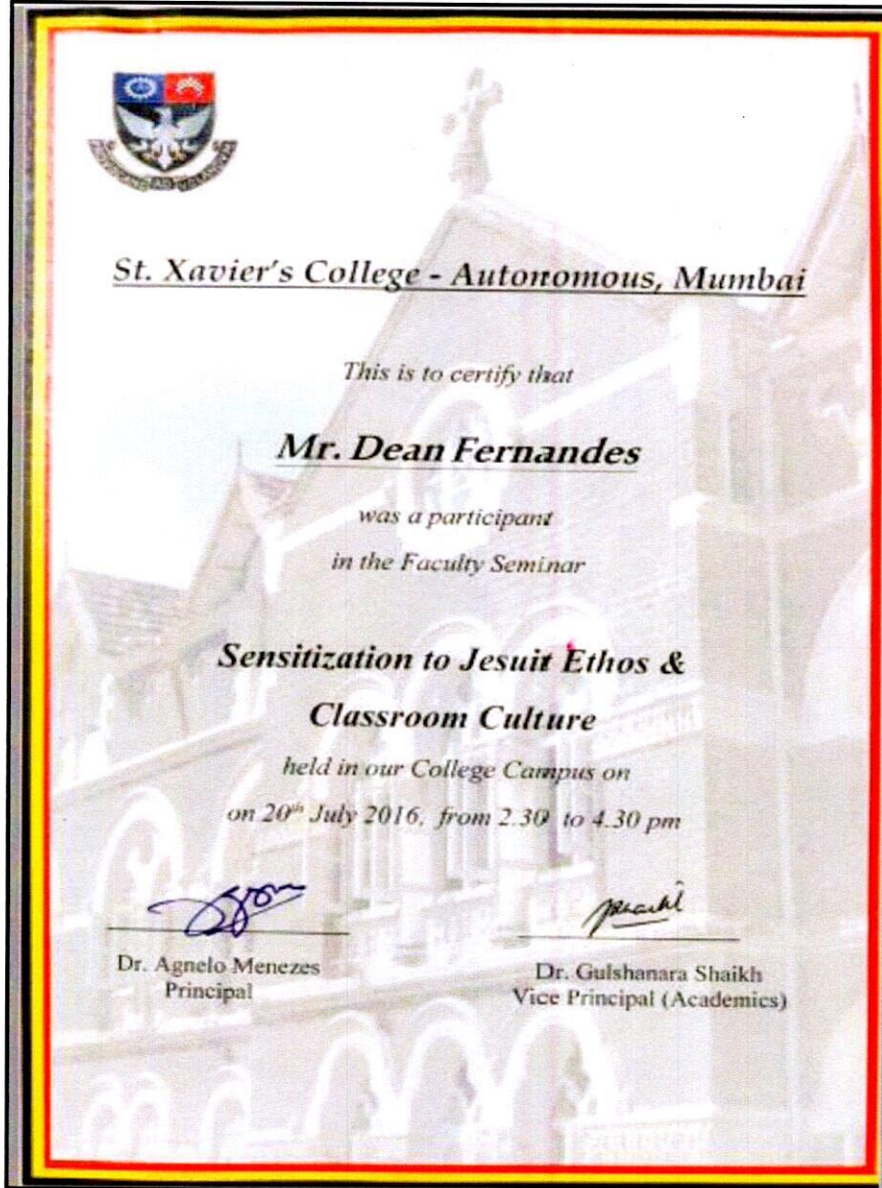 St. Xavier's College - Autonomous, Mumbai
This is to certify that
Mr. Dean Fernandes
was a participant
in the Faculty Seminar
Sensitization to Jesuit Ethos &
Classroom Culture
held in our College Campus on
on 20th July 2016, from 2.30 to 4.30 pm
Dr. Agnelo Menezes
Principal
Dr. Gulshanara Shaikh
Vice Principal (Academics)